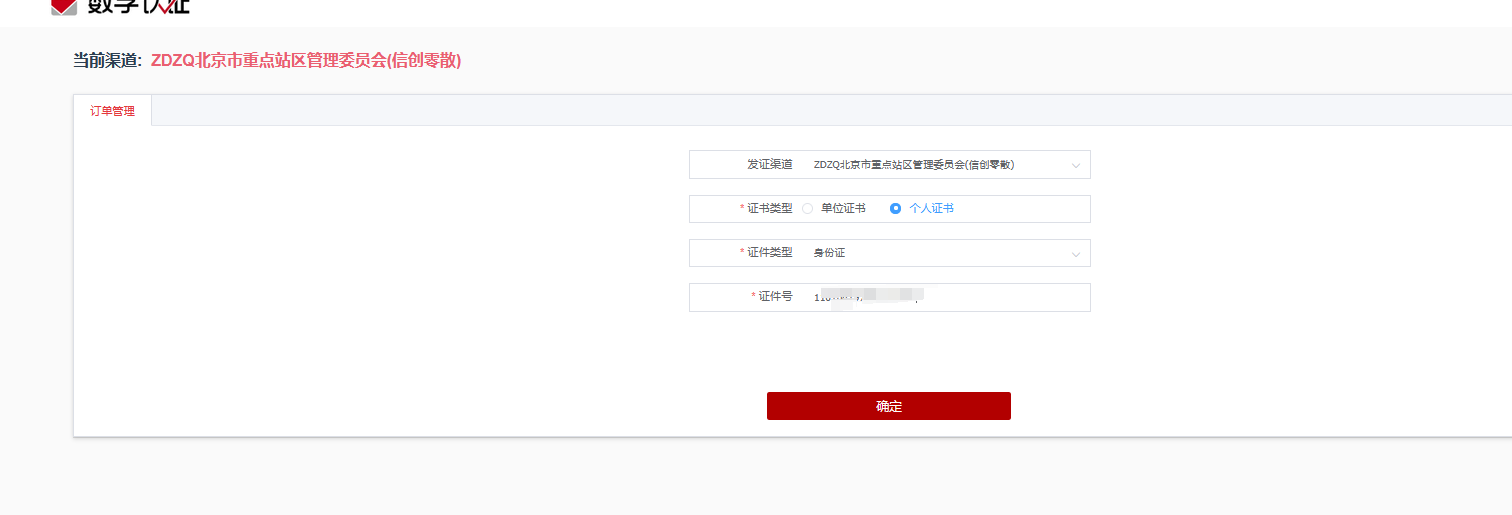 数字认证
当前渠道: ZDZQ北京市重点站区管理委员会(信创零散)
订单管理
发证渠道 ZDZQ北京市重点站区管理委员会(信创零散)
* 证书类型 单位证书 个人证书
* 证件类型 身份证
* 证件号
确定